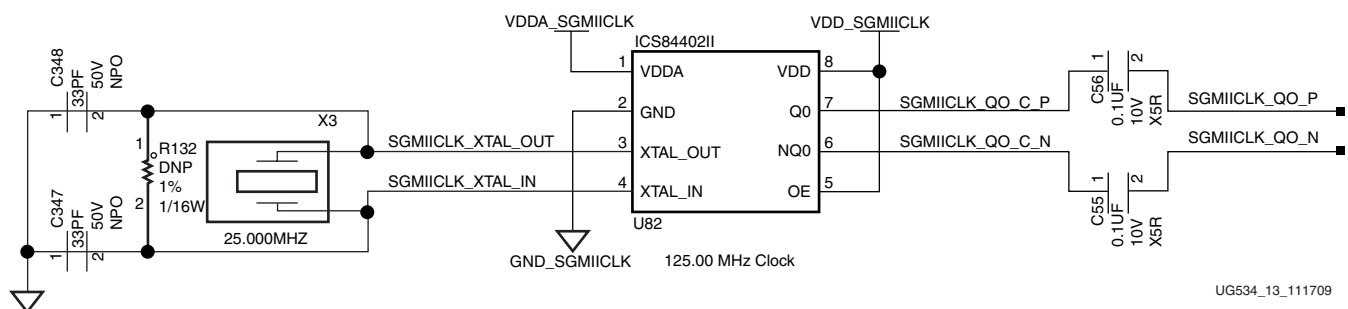 VDDA_SGMIICLK
VDD_SGMIICLK
ICS84402II
1
VDDA
VDD
8
2
GND
Q0
7
3
XTAL_OUT
NQ0
6
4
XTAL_IN
OE
5
U82
125.00 MHz Clock
GND_SGMIICLK
C348
33PF
50V
NPO
1
2
1
R132
DNP
1%
1/16W
2
C347
33PF
50V
NPO
1
2
X3
25.000MHZ
SGMIICLK_XTAL_OUT
SGMIICLK_XTAL_IN
SGMIICLK_QO_C_P
SGMIICLK_QO_C_N
1
2
C56
0.1UF
10V
X5R
SGMIICLK_QO_P
1
2
C55
0.1UF
10V
X5R
SGMIICLK_QO_N
UG534_13_111709